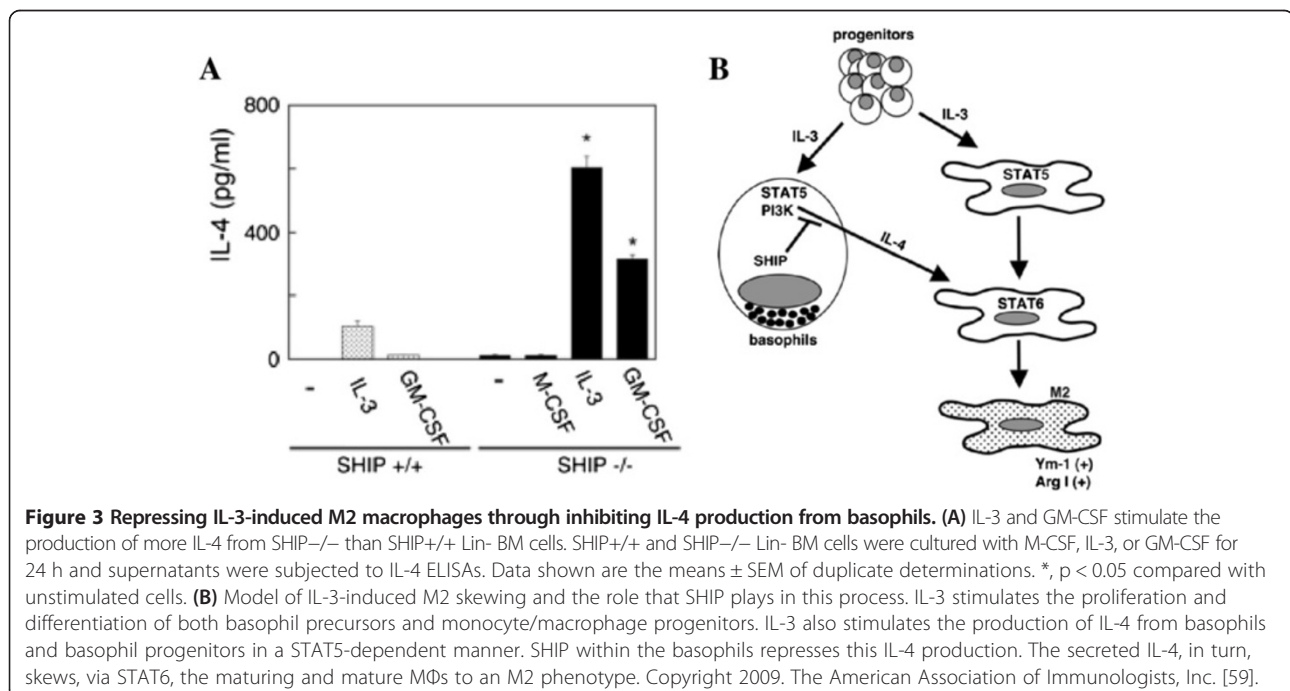 A
800
400
0
IL-4 (pg/ml)
-
IL-3
GM-CSF
-
M-CSF
IL-3
GM-CSF
*
*
SHIP +/+
SHIP -/-
B
progenitors
IL-3
IL-3
STAT5
PI3K
SHIP
basophils
IL-4
STAT5
STAT6
M2
Ym-1 (+)
Arg I (+)
Figure 3 Repressing IL-3-induced M2 macrophages through inhibiting IL-4 production from basophils. (A) IL-3 and GM-CSF stimulate the
production of more IL-4 from SHIP−/− than SHIP+/+ Lin- BM cells. SHIP+/+ and SHIP−/− Lin- BM cells were cultured with M-CSF, IL-3, or GM-CSF for
24 h and supernatants were subjected to IL-4 ELISAs. Data shown are the means ± SEM of duplicate determinations. *, p < 0.05 compared with
unstimulated cells. (B) Model of IL-3-induced M2 skewing and the role that SHIP plays in this process. IL-3 stimulates the proliferation and
differentiation of both basophil precursors and monocyte/macrophage progenitors. IL-3 also stimulates the production of IL-4 from basophils
and basophil progenitors in a STAT5-dependent manner. SHIP within the basophils represses this IL-4 production. The secreted IL-4, in turn,
skews, via STAT6, the maturing and mature MΦs to an M2 phenotype. Copyright 2009. The American Association of Immunologists, Inc. [59].